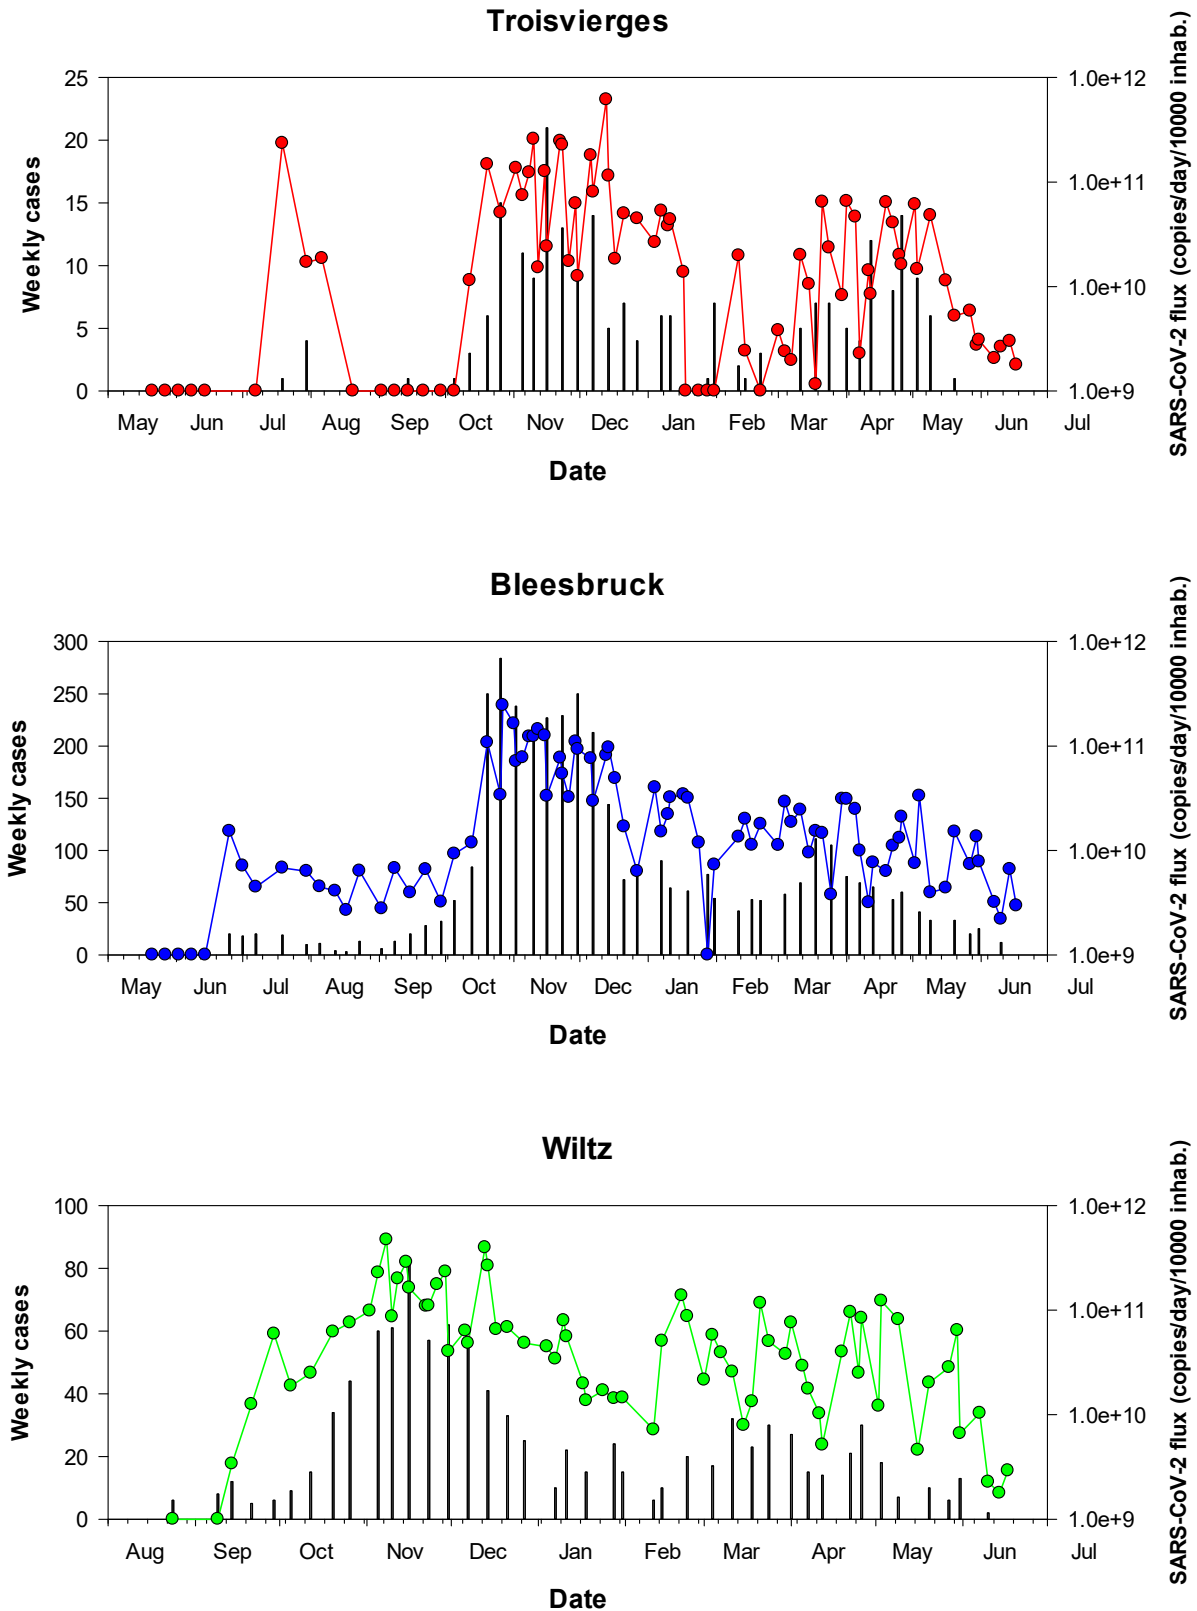 Troisvierges
25
20
15
10
5
0
Weekly cases
1.0e+12
1.0e+11
1.0e+10
1.0e+9
SARS-CoV-2 flux (copies/day/10000 inhab.)
May Jun Jul Aug Sep Oct Nov Dec Jan Feb Mar Apr May Jun Jul
Date
Bleesbruck
300
250
200
150
100
50
0
Weekly cases
1.0e+12
1.0e+11
1.0e+10
1.0e+9
SARS-CoV-2 flux (copies/day/10000 inhab.)
May Jun Jul Aug Sep Oct Nov Dec Jan Feb Mar Apr May Jun Jul
Date
Wiltz
100
80
60
40
20
0
Weekly cases
1.0e+12
1.0e+11
1.0e+10
1.0e+9
SARS-CoV-2 flux (copies/day/10000 inhab.)
Aug Sep Oct Nov Dec Jan Feb Mar Apr May Jun Jul
Date